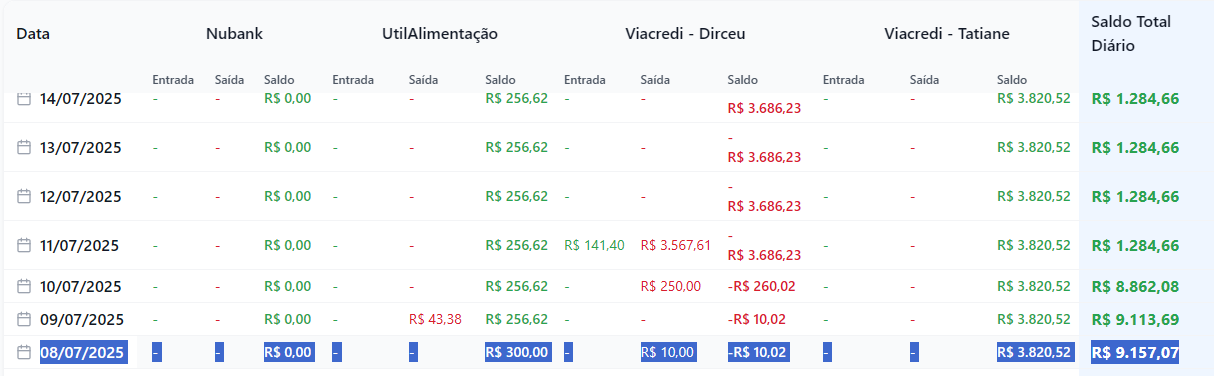 Data Nubank UtilAlimentação Viacredi - Dirceu Viacredi - Tatiane Saldo Total
Diário
Entrada Saída Saldo Entrada Saída Saldo Entrada Saída Saldo Entrada Saída Saldo
14/07/2025 - - R$ 0,00 - - R$ 256,62 - - -
R$ 3.686,23 - - R$ 3.820,52 R$ 1.284,66
13/07/2025 - - R$ 0,00 - - R$ 256,62 - - -
R$ 3.686,23 - - R$ 3.820,52 R$ 1.284,66
12/07/2025 - - R$ 0,00 - - R$ 256,62 - - -
R$ 3.686,23 - - R$ 3.820,52 R$ 1.284,66
11/07/2025 - - R$ 0,00 - - R$ 256,62 R$ 141,40 R$ 3.567,61 -
R$ 3.686,23 - - R$ 3.820,52 R$ 1.284,66
10/07/2025 - - R$ 0,00 - - R$ 256,62 - R$ 250,00 -R$ 260,02 - - R$ 3.820,52 R$ 8.862,08
09/07/2025 - - R$ 0,00 - R$ 43,38 R$ 256,62 - - -R$ 10,02 - - R$ 3.820,52 R$ 9.113,69
08/07/2025 - - R$ 0,00 - - R$ 300,00 - R$ 10,00 -R$ 10,02 - - R$ 3.820,52 R$ 9.157,07